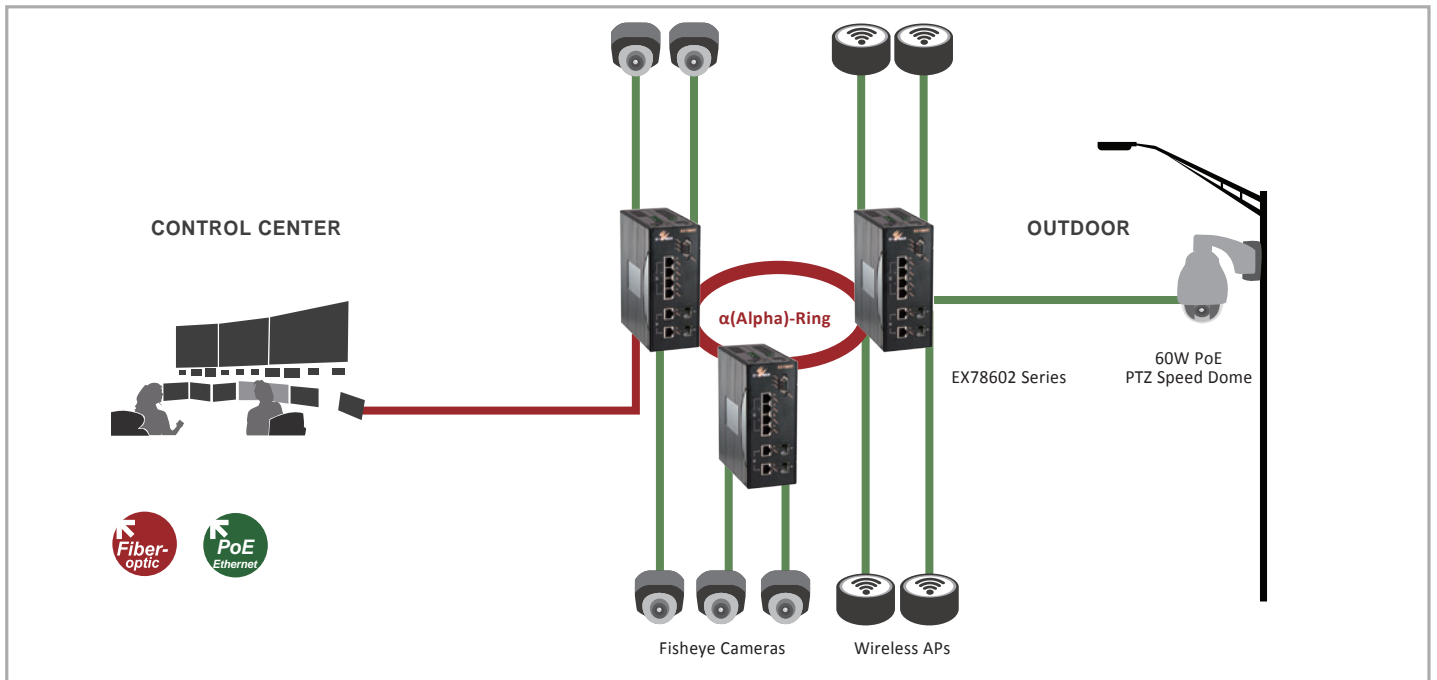 CONTROL CENTER
OUTDOOR
α(Alpha)-Ring
EX78602 Series
60W PoE
PTZ Speed Dome
Fiber-
optic
PoE
Ethernet
Fisheye Cameras
Wireless APs